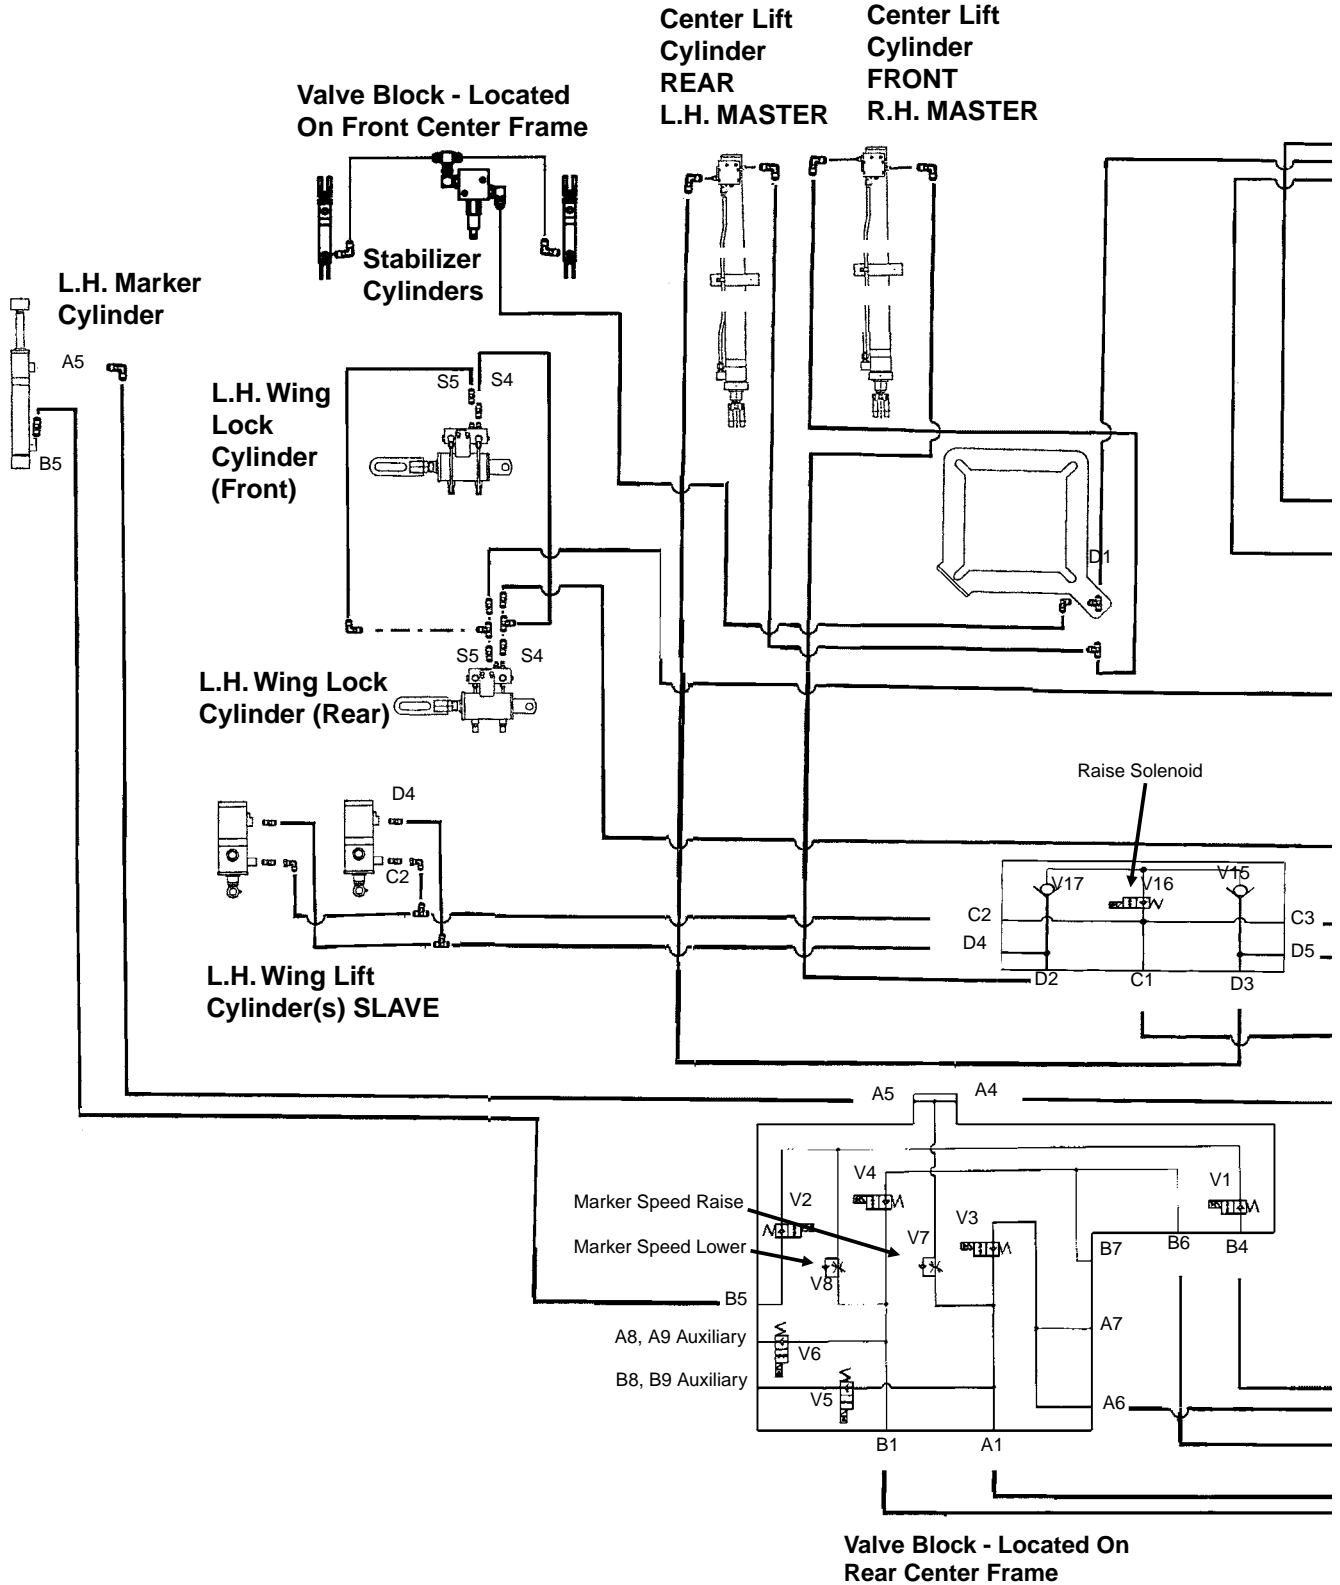 Center Lift
Cylinder
REAR
L.H. MASTER
Center Lift
Cylinder
FRONT
R.H. MASTER
Valve Block - Located
On Front Center Frame
Stabilizer
Cylinders
L.H. Marker
Cylinder
A5
B5
S5
S4
L.H. Wing
Lock
Cylinder
(Front)
D1
S5
S4
L.H. Wing Lock
Cylinder (Rear)
Raise Solenoid
D4
C2
V17
V16
V15
C2
C3
D4
D5
D2
C1
D3
L.H. Wing Lift
Cylinder(s) SLAVE
A5
A4
V4
V1
Marker Speed Raise
V2
V7
V3
Marker Speed Lower
B7
B6
B4
V8
B5
A8, A9 Auxiliary
V6
A7
B8, B9 Auxiliary
V5
A6
B1
A1
Valve Block - Located On
Rear Center Frame